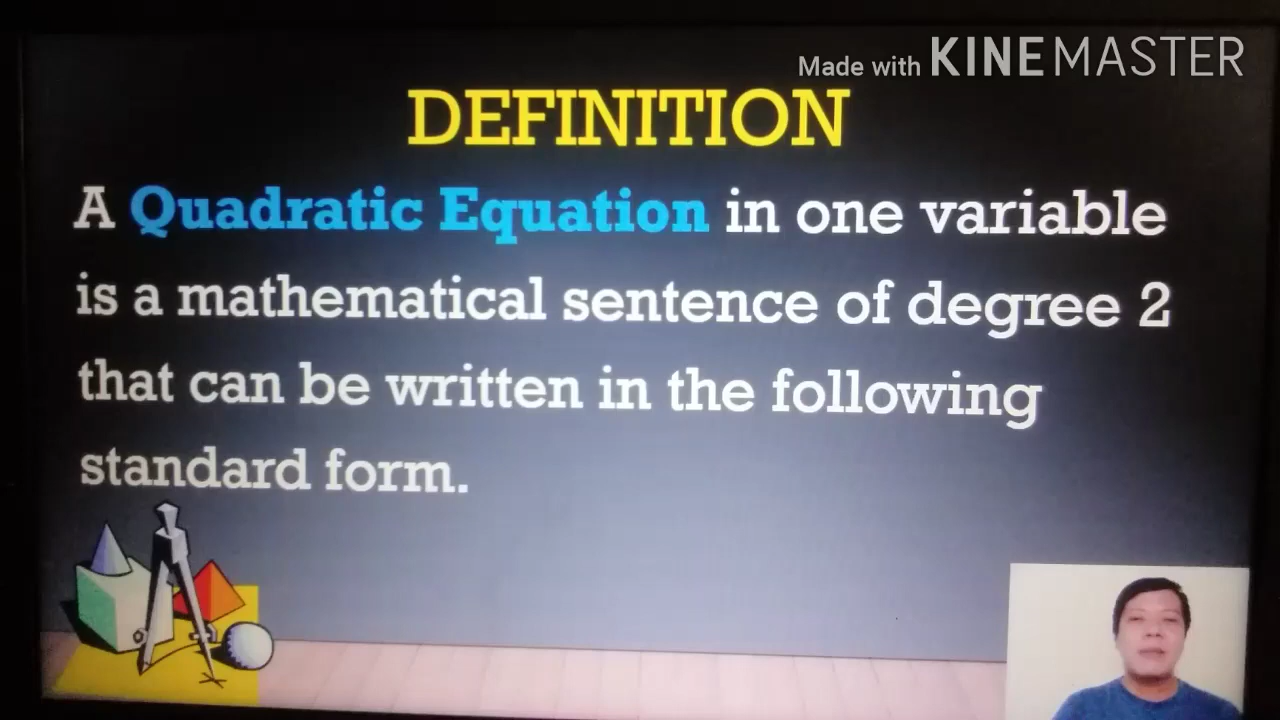 Made with KINEMASTER
DEFINITION
A Quadratic Equation in one variable
is a mathematical sentence of degree 2
that can be written in the following
standard form.